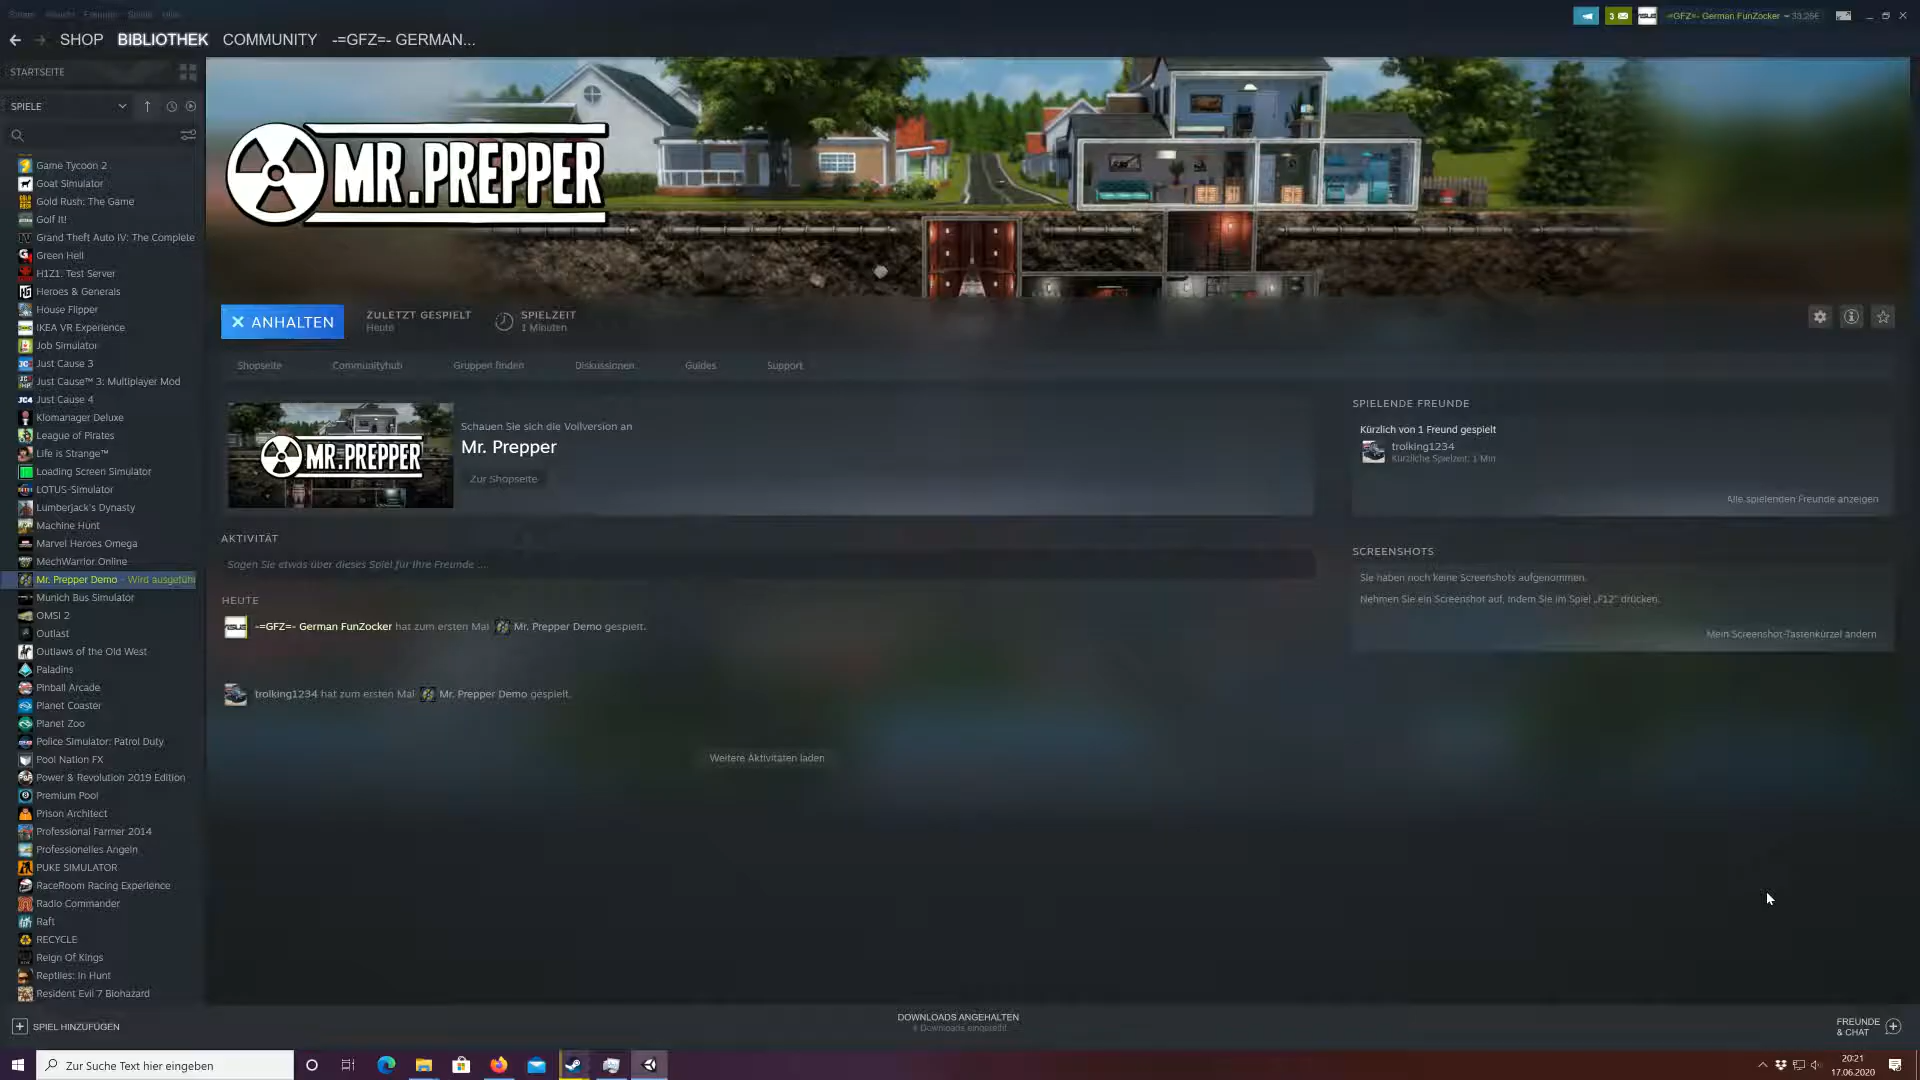 3
-=GFZ=- German FunZocker
33,25€
SHOP
BIBLIOTHEK
COMMUNITY
-=GFZ=- GERMAN...
STARTSEITE
SPIELE
Game Tycoon 2
Goat Simulator
Gold Rush: The Game
Golf It!
Grand Theft Auto IV: The Complete
Green Hell
H1Z1: Test Server
Heroes & Generals
House Flipper
IKEA VR Experience
Job Simulator
Just Cause 3
Just Cause™ 3: Multiplayer Mod
Just Cause 4
Klomanager Deluxe
League of Pirates
Life is Strange™
Loading Screen Simulator
LOTUS-Simulator
Lumberjack's Dynasty
Machine Hunt
Marvel Heroes Omega
MechWarrior Online
Mr. Prepper Demo - Wird ausgeführ
Munich Bus Simulator
OMSI 2
Outlast
Outlaws of the Old West
Paladins
Pinball Arcade
Planet Coaster
Planet Zoo
Police Simulator: Patrol Duty
Pool Nation FX
Power & Revolution 2019 Edition
Premium Pool
Prison Architect
Professional Farmer 2014
Professionelles Angeln
PUKE SIMULATOR
RaceRoom Racing Experience
Radio Commander
Raft
RECYCLE
Reign Of Kings
Reptiles: In Hunt
Resident Evil 7 Biohazard
SPIEL HINZUFÜGEN
MR.PREPPER
ANHALTEN
ZULETZT GESPIELT
Heute
SPIELZEIT
1 Minuten
Shopseite
Communityhub
Gruppen finden
Diskussionen
Guides
Support
MR.PREPPER
Schauen Sie sich die Vollversion an
Mr. Prepper
Zur Shopseite
AKTIVITÄT
Sagen Sie etwas über dieses Spiel für Ihre Freunde ...
HEUTE
-=GFZ=- German FunZocker hat zum ersten Mal Mr. Prepper Demo gespielt.
trolking1234 hat zum ersten Mal Mr. Prepper Demo gespielt.
Weitere Aktivitäten laden
SPIELENDE FREUNDE
Kürzlich von 1 Freund gespielt
trolking1234
Kürzliche Spielzeit: 1 Min
Alle spielenden Freunde anzeigen
SCREENSHOTS
Sie haben noch keine Screenshots aufgenommen.
Nehmen Sie ein Screenshot auf, indem Sie im Spiel „F12“ drücken.
Mein Screenshot-Tastenkürzel ändern
DOWNLOADS ANGEHALTEN
FREUNDE
& CHAT
Zur Suche Text hier eingeben
20:21
17.06.2020